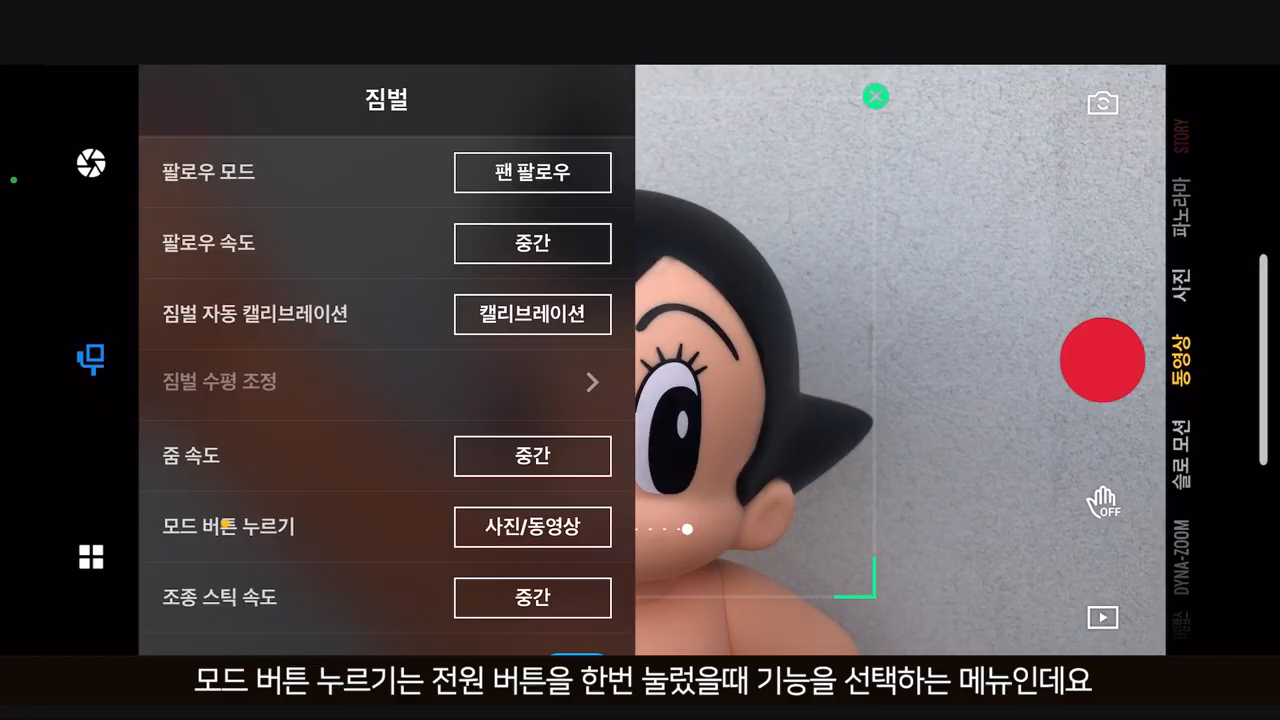 짐벌
팔로우 모드
팬 팔로우
팔로우 속도
중간
짐벌 자동 캘리브레이션
캘리브레이션
짐벌 수평 조정
줌 속도
중간
모드 버튼 누르기
사진/동영상
조종 스틱 속도
중간
OFF
STORY
파노라마
사진
동영상
슬로 모션
DYNA-ZOOM
타임랩스
모드 버튼 누르기는 전원 버튼을 한번 눌렀을때 기능을 선택하는 메뉴인데요